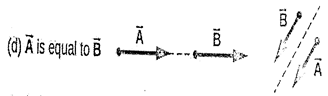 (d) A⃗ is equal to B⃗
A⃗
B⃗
B⃗
A⃗